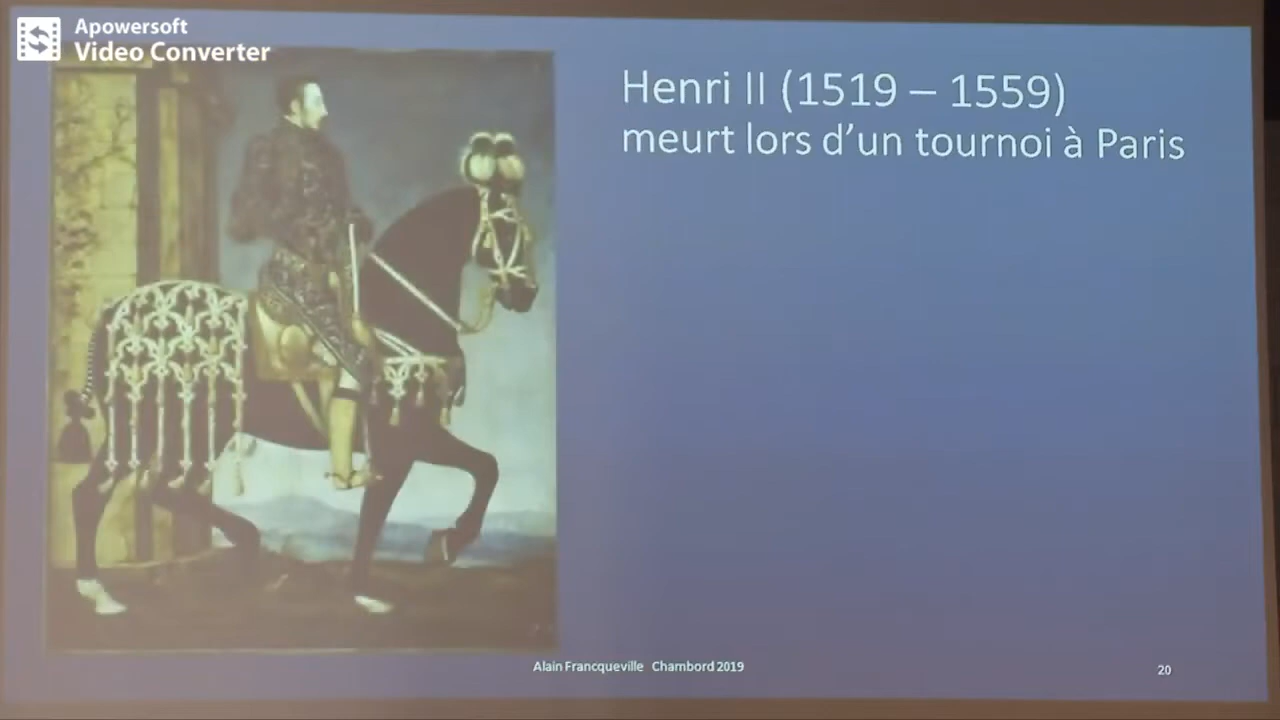 Apowersoft
Video Converter
Henri II (1519 – 1559)
meurt lors d’un tournoi à Paris
Alain Francqueville Chambord 2019
20